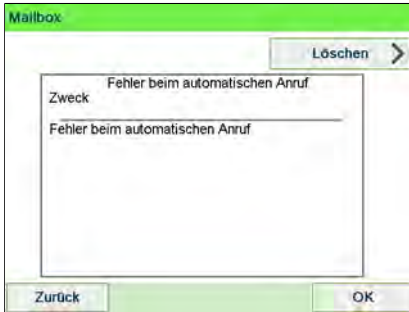 Mailbox
Löschen
Fehler beim automatischen Anruf
Zweck
Fehler beim automatischen Anruf
Zurück
OK